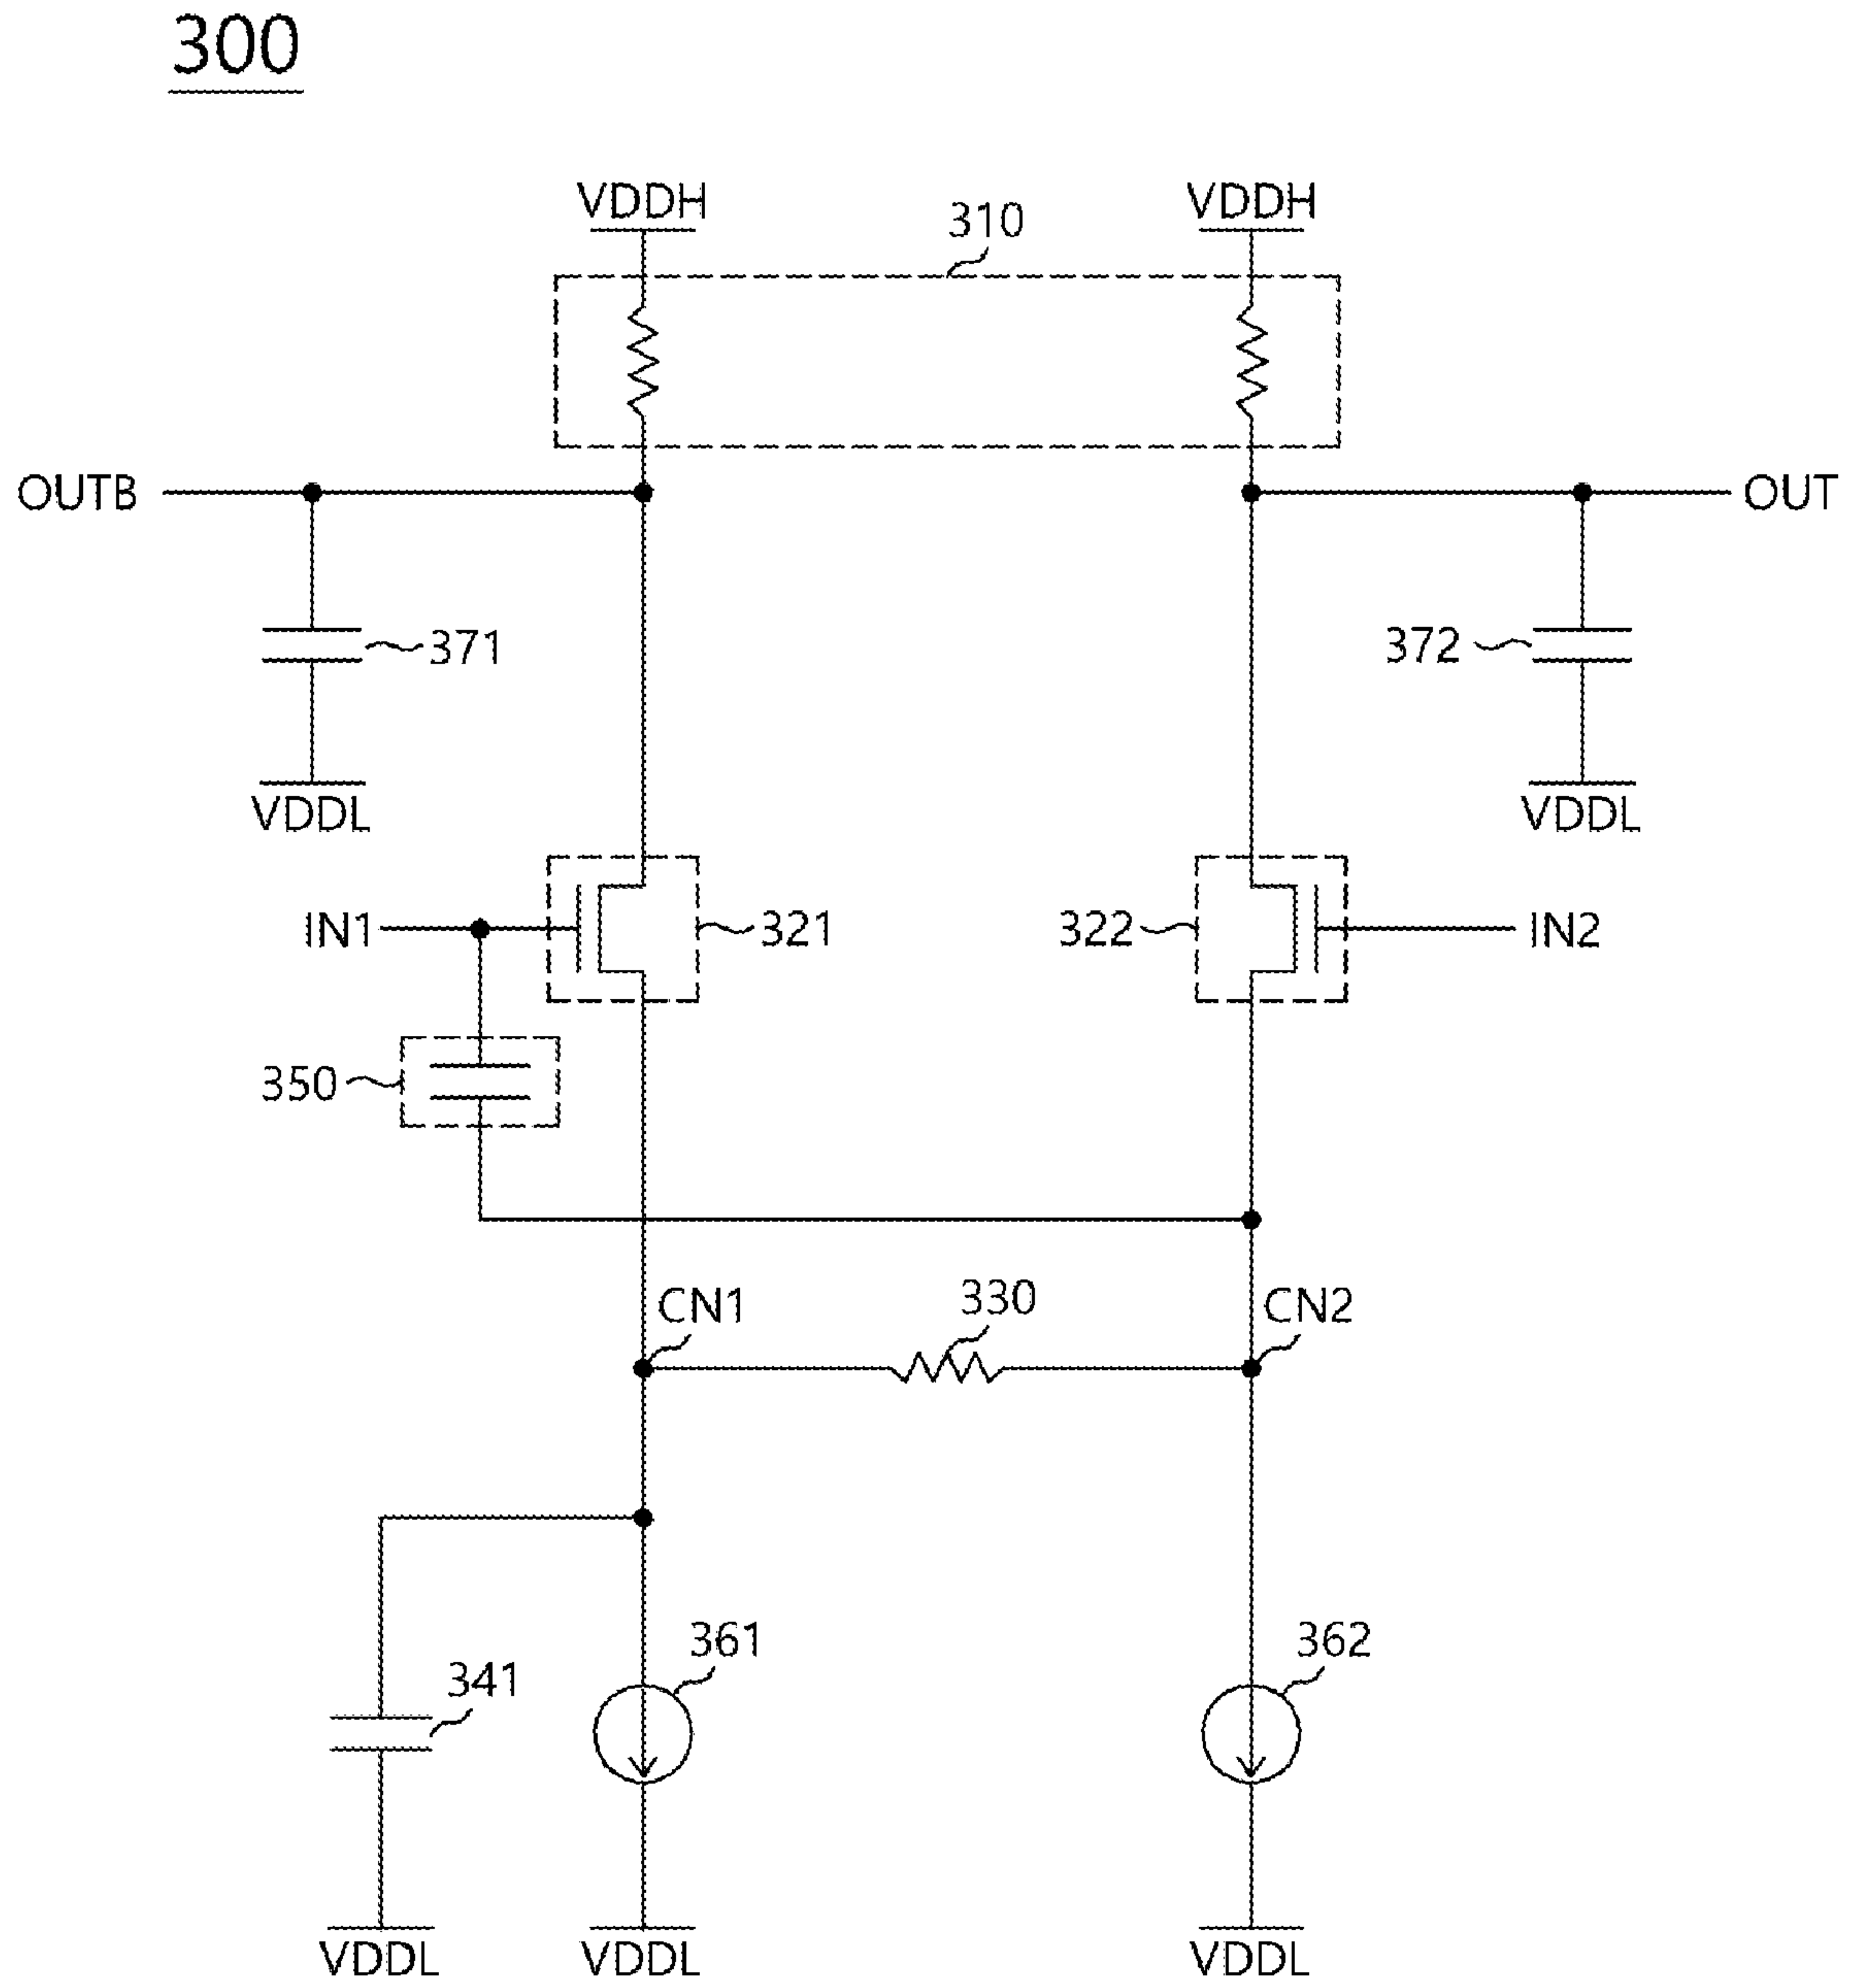 300
VDDH
VDDH
310
OUTB
OUT
371
372
VDDL
VDDL
IN1
321
322
IN2
350
CN1
330
CN2
361
362
341
VDDL
VDDL
VDDL